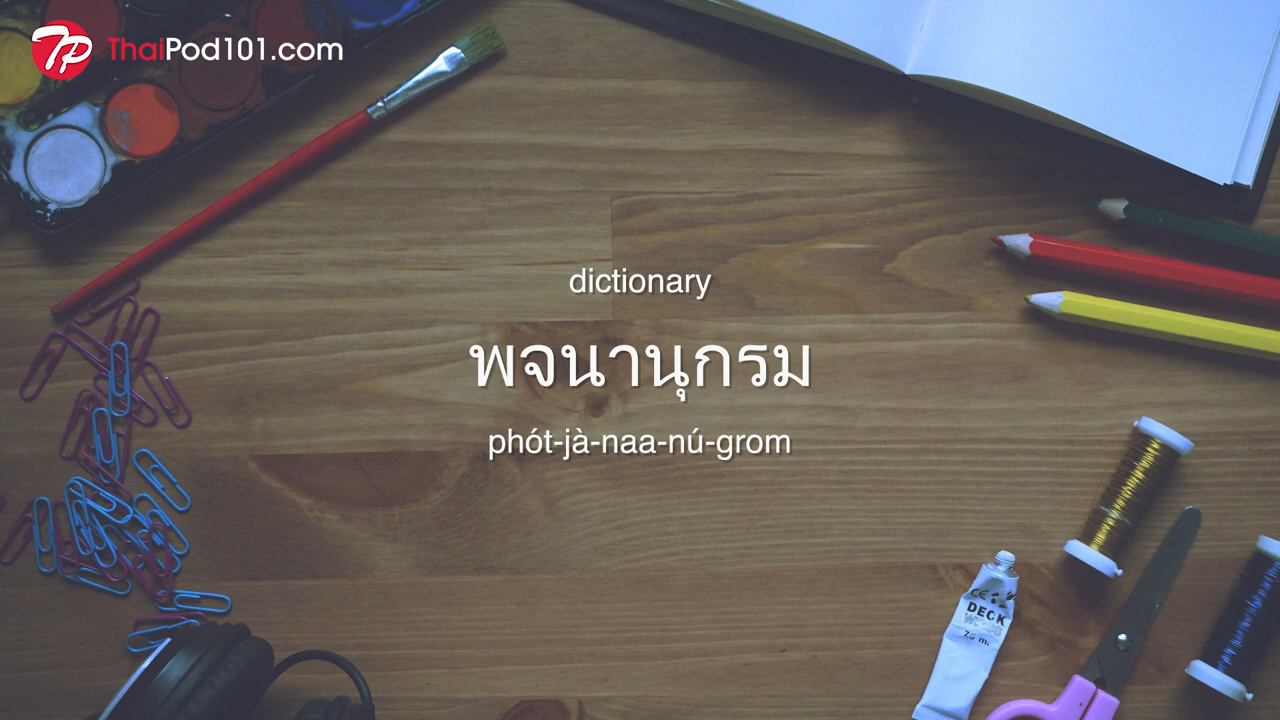 ThaiPod101.com
dictionary
พจนานุกรม
phót-jà-naa-nú-grom
DECK